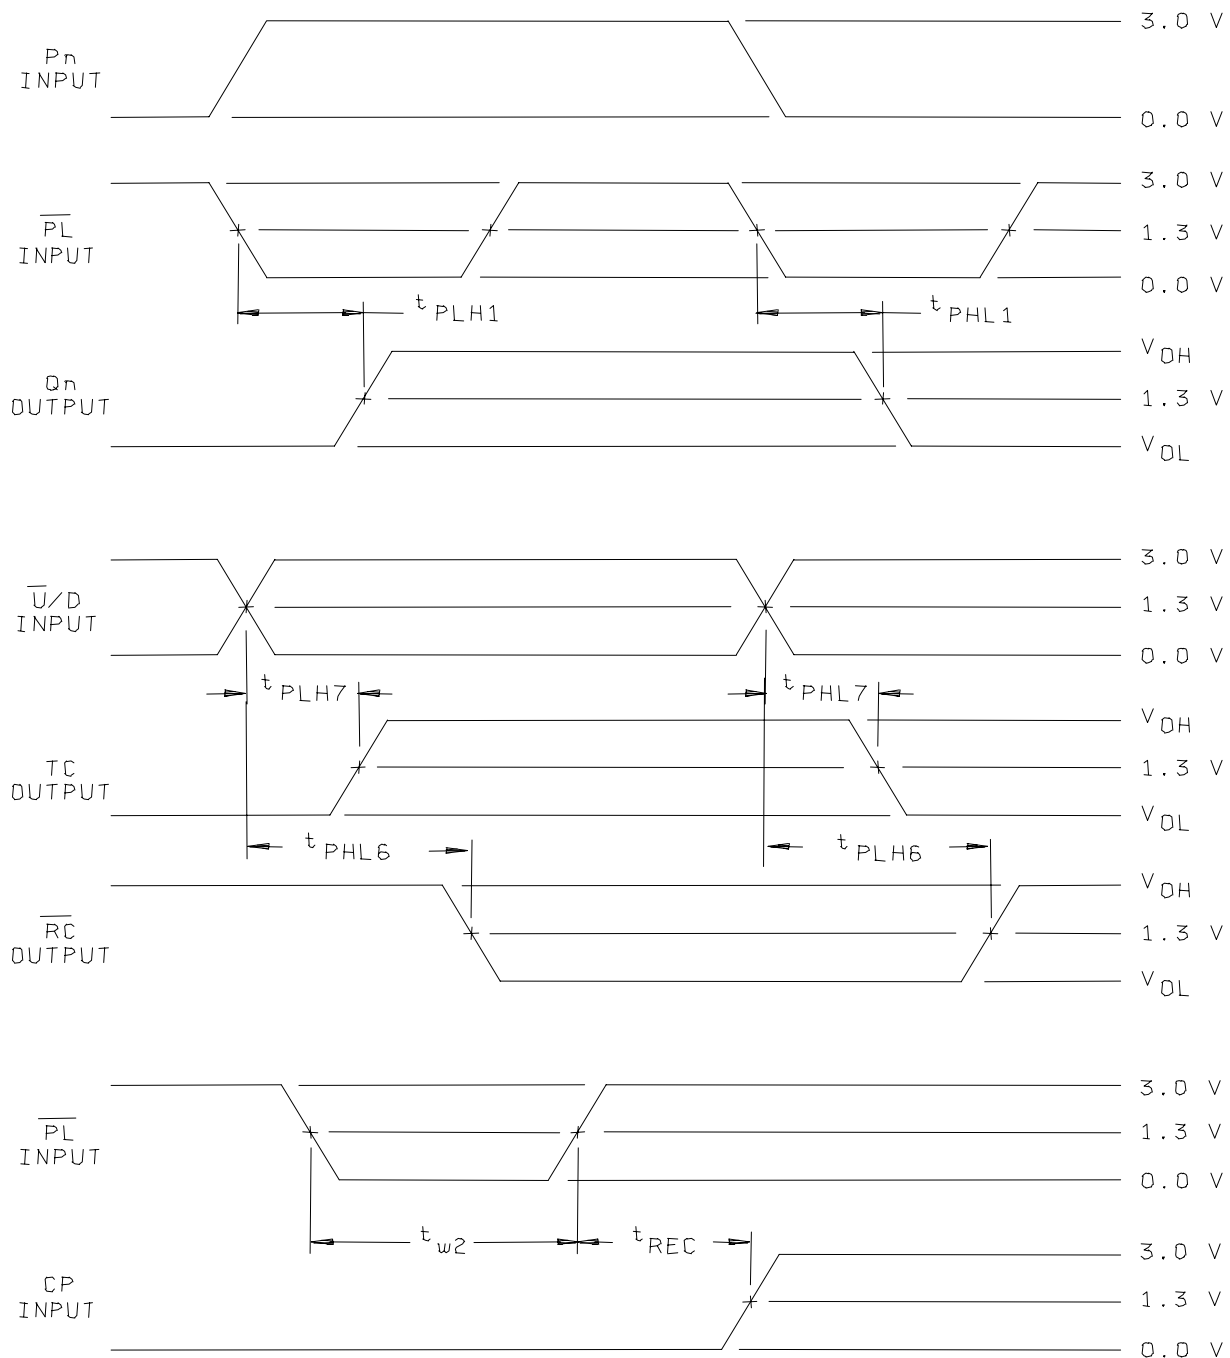 3.0 V
Pn
INPUT
0.0 V
3.0 V
PL
INPUT
1.3 V
0.0 V
tPLH1
tPHL1
VOH
Qn
OUTPUT
1.3 V
VOL
3.0 V
U/D
INPUT
1.3 V
0.0 V
tPLH7
tPHL7
VOH
TC
OUTPUT
1.3 V
VOL
tPHL6
tPLH6
VOH
RC
OUTPUT
1.3 V
VOL
3.0 V
PL
INPUT
1.3 V
0.0 V
tw2
tREC
3.0 V
CP
INPUT
1.3 V
0.0 V